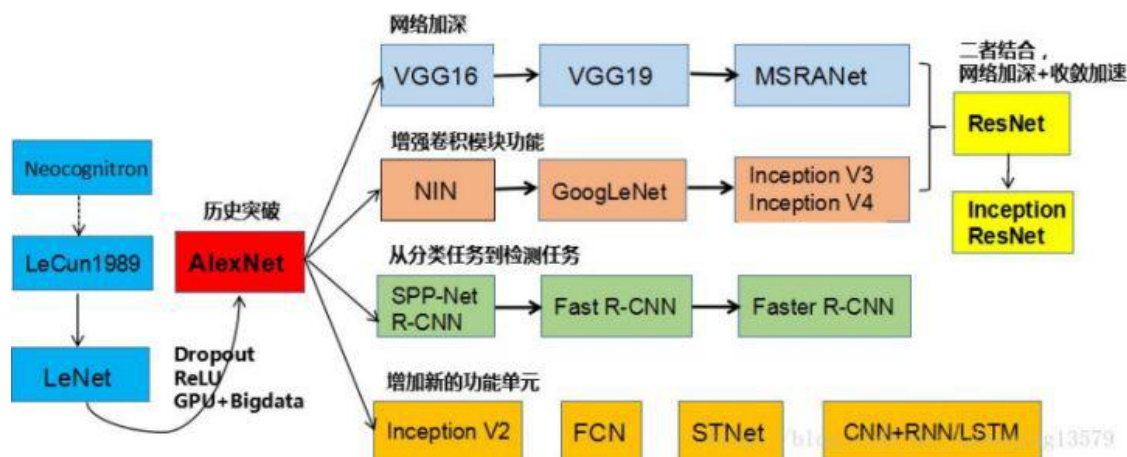 网络加深
VGG16
VGG19
MSRANet
二者结合，
网络加深+收敛加速
ResNet
Inception
ResNet
增强卷积模块功能
NIN
GoogLeNet
Inception V3
Inception V4
Neocognitron
LeCun1989
LeNet
历史突破
AlexNet
Dropout
ReLU
GPU+Bigdata
从分类任务到检测任务
SPP-Net
R-CNN
Fast R-CNN
Faster R-CNN
增加新的功能单元
Inception V2
FCN
STNet
CNN+RNN/LSTM